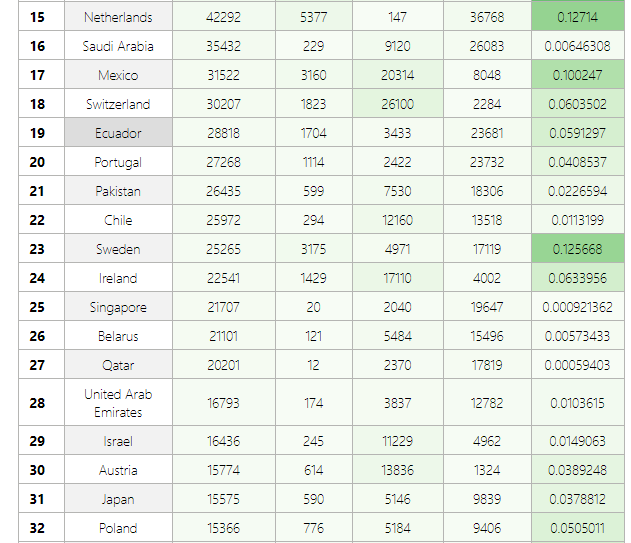 15 Netherlands 42292 5377 147 36768 0.12714
16 Saudi Arabia 35432 229 9120 26083 0.00646308
17 Mexico 31522 3160 20314 8048 0.100247
18 Switzerland 30207 1823 26100 2284 0.0603502
19 Ecuador 28818 1704 3433 23681 0.0591297
20 Portugal 27268 1114 2422 23732 0.0408537
21 Pakistan 26435 599 7530 18306 0.0226594
22 Chile 25972 294 12160 13518 0.0113199
23 Sweden 25265 3175 4971 17119 0.125668
24 Ireland 22541 1429 17110 4002 0.0633956
25 Singapore 21707 20 2040 19647 0.000921362
26 Belarus 21101 121 5484 15496 0.00573433
27 Qatar 20201 12 2370 17819 0.00059403
28 United Arab Emirates 16793 174 3837 12782 0.0103615
29 Israel 16436 245 11229 4962 0.0149063
30 Austria 15774 614 13836 1324 0.0389248
31 Japan 15575 590 5146 9839 0.0378812
32 Poland 15366 776 5184 9406 0.0505011